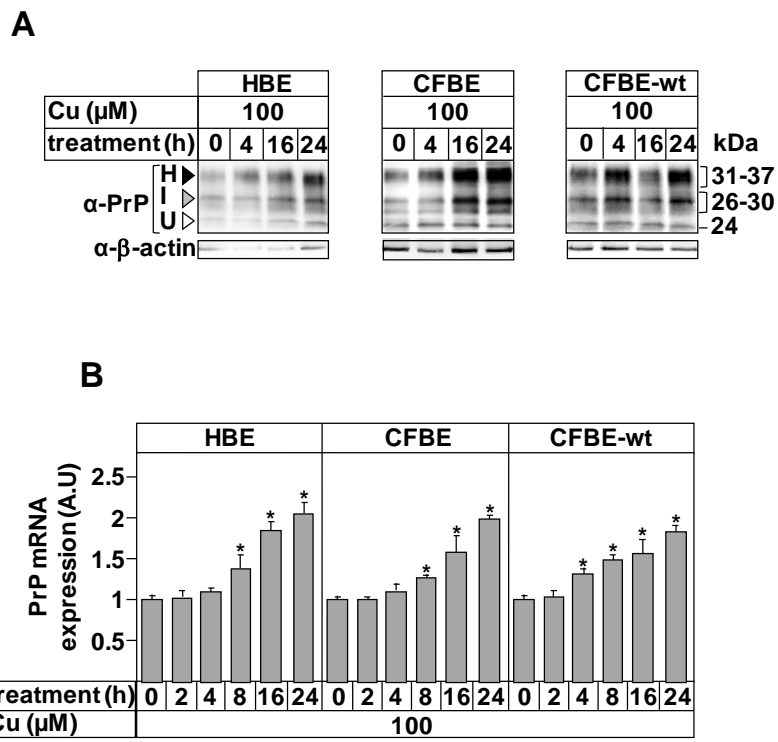 A
HBE CFBE CFBE-wt
Cu (µM) 100 100 100
treatment (h) 0 4 16 24 0 4 16 24 0 4 16 24 kDa
H 31-37
α-PrP I 26-30
U 24
α-β-actin
B
HBE CFBE CFBE-wt
PrP mRNA
expression (A.U)
2.5
2
1.5
1
0.5
* * * * * * * * * *
reatment (h) 0 2 4 8 16 24 0 2 4 8 16 24 0 2 4 8 16 24
Cu (µM) 100